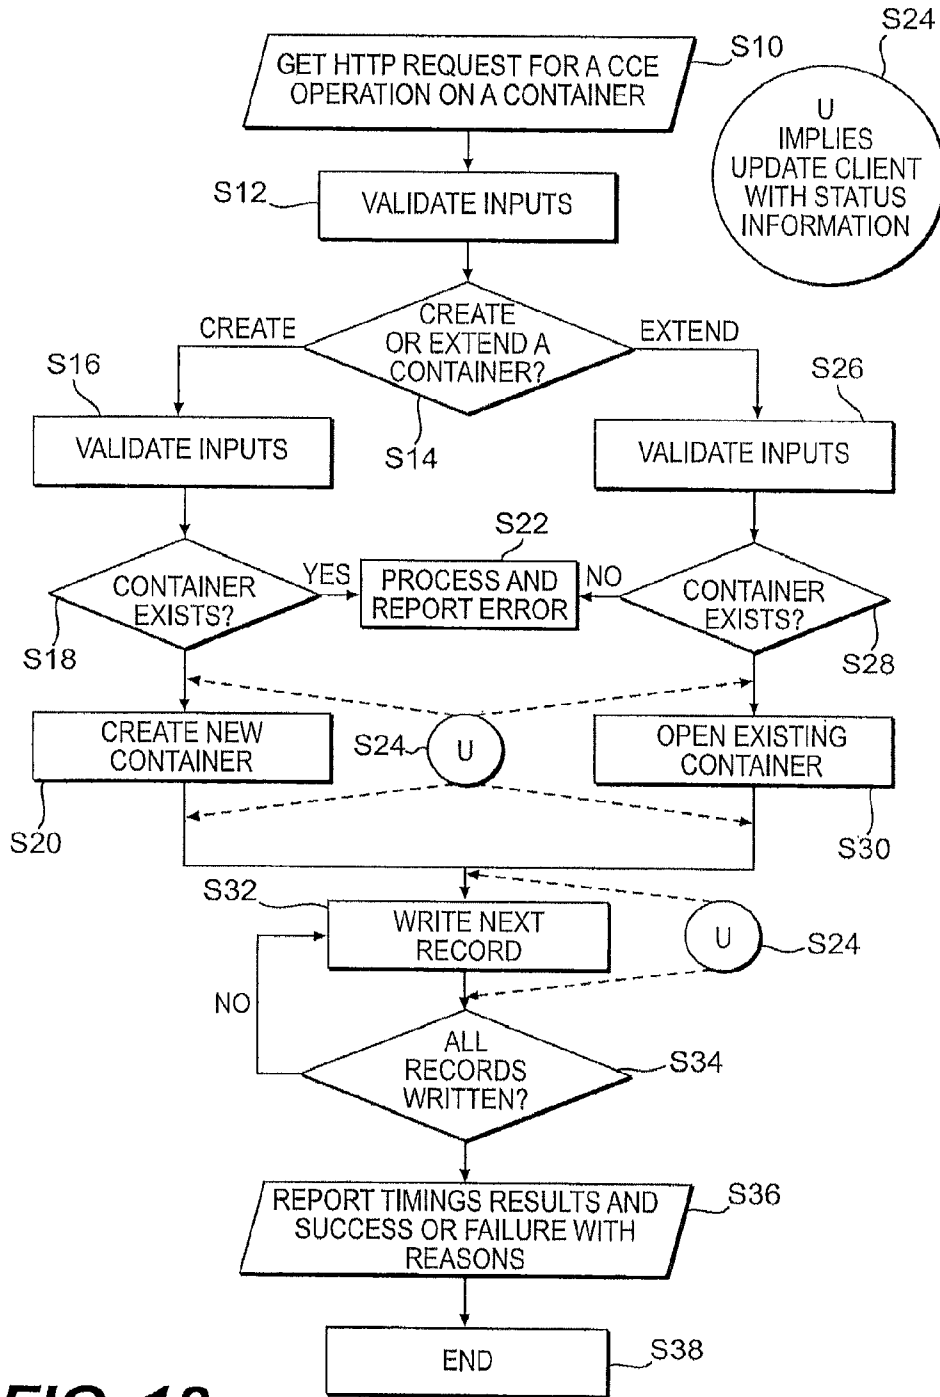 S24
S10
GET HTTP REQUEST FOR A CCE
OPERATION ON A CONTAINER
U
IMPLIES
UPDATE CLIENT
WITH STATUS
INFORMATION
S12
VALIDATE INPUTS
CREATE
CREATE
OR EXTEND A
CONTAINER?
EXTEND
S14
S16
VALIDATE INPUTS
S26
VALIDATE INPUTS
S22
PROCESS AND
REPORT ERROR
CONTAINER
EXISTS?
YES
S18
NO
CONTAINER
EXISTS?
S28
CREATE NEW
CONTAINER
S20
S24
U
OPEN EXISTING
CONTAINER
S30
S32
WRITE NEXT
RECORD
U
S24
NO
ALL
RECORDS
WRITTEN?
S34
REPORT TIMINGS RESULTS AND
SUCCESS OR FAILURE WITH
REASONS
S36
END
S38